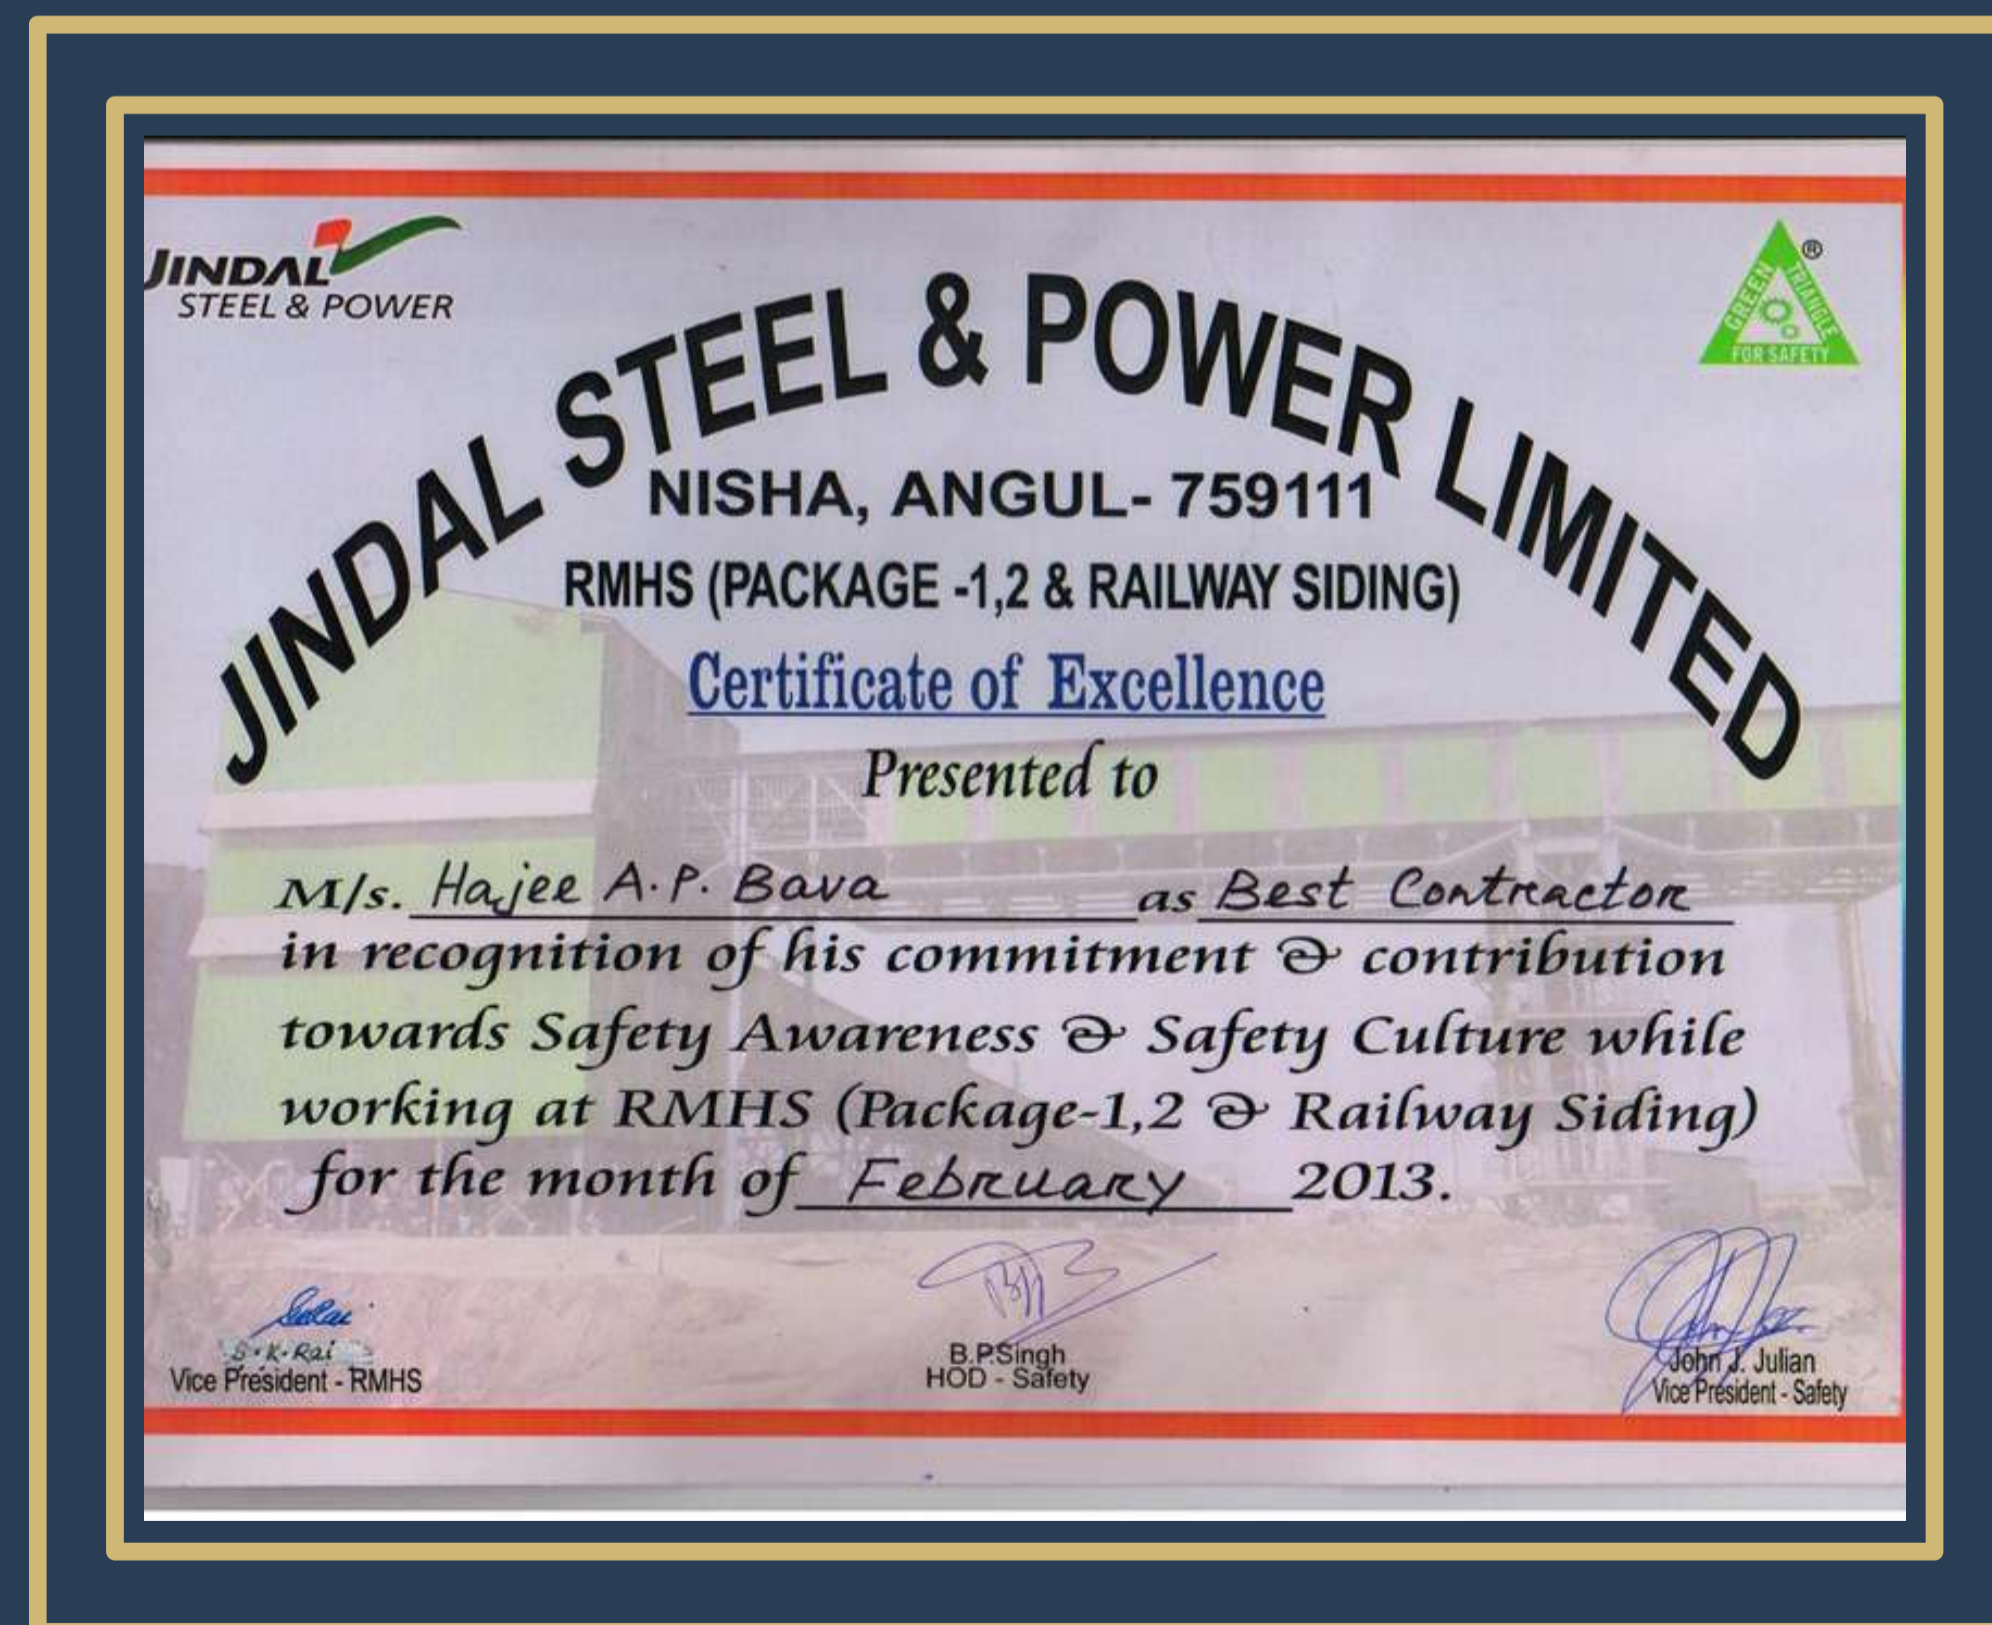 JINDAL
STEEL & POWER
GREEN TRIANGLE ®
FOR SAFETY
JINDAL STEEL & POWER LIMITED
NISHA, ANGUL- 759111
RMHS (PACKAGE -1,2 & RAILWAY SIDING)
Certificate of Excellence
Presented to
M/s. Hajee A.P. Bava as Best Contractor
in recognition of his commitment & contribution
towards Safety Awareness & Safety Culture while
working at RMHS (Package-1,2 & Railway Siding)
for the month of February 2013.
S.K.Rai
Vice President - RMHS
B.P.Singh
HOD - Safety
John J. Julian
Vice President - Safety